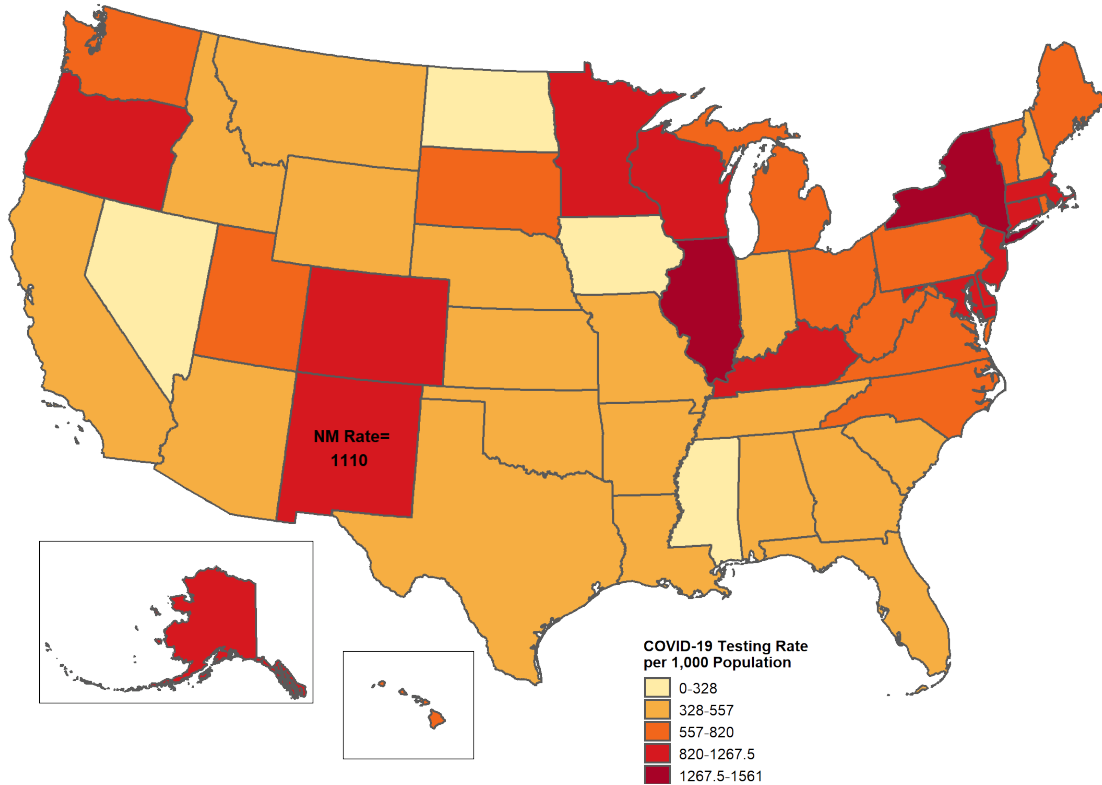 NM Rate=
1110
COVID-19 Testing Rate
per 1,000 Population
0-328
328-557
557-820
820-1267.5
1267.5-1561